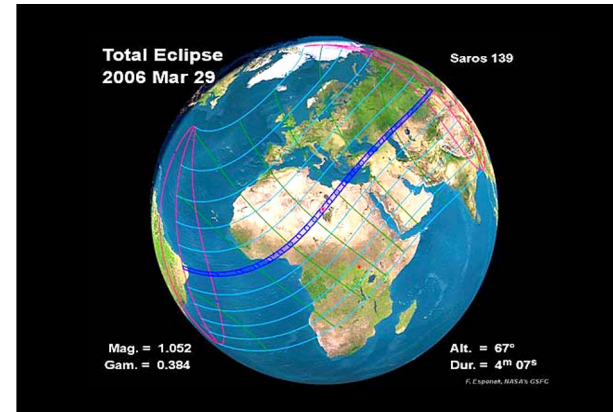 Total Eclipse
2006 Mar 29
Saros 139
Mag. = 1.052
Gam. = 0.384
Alt. = 67°
Dur. = 4ᵐ 07ˢ
F. Espenak, NASA's GSFC